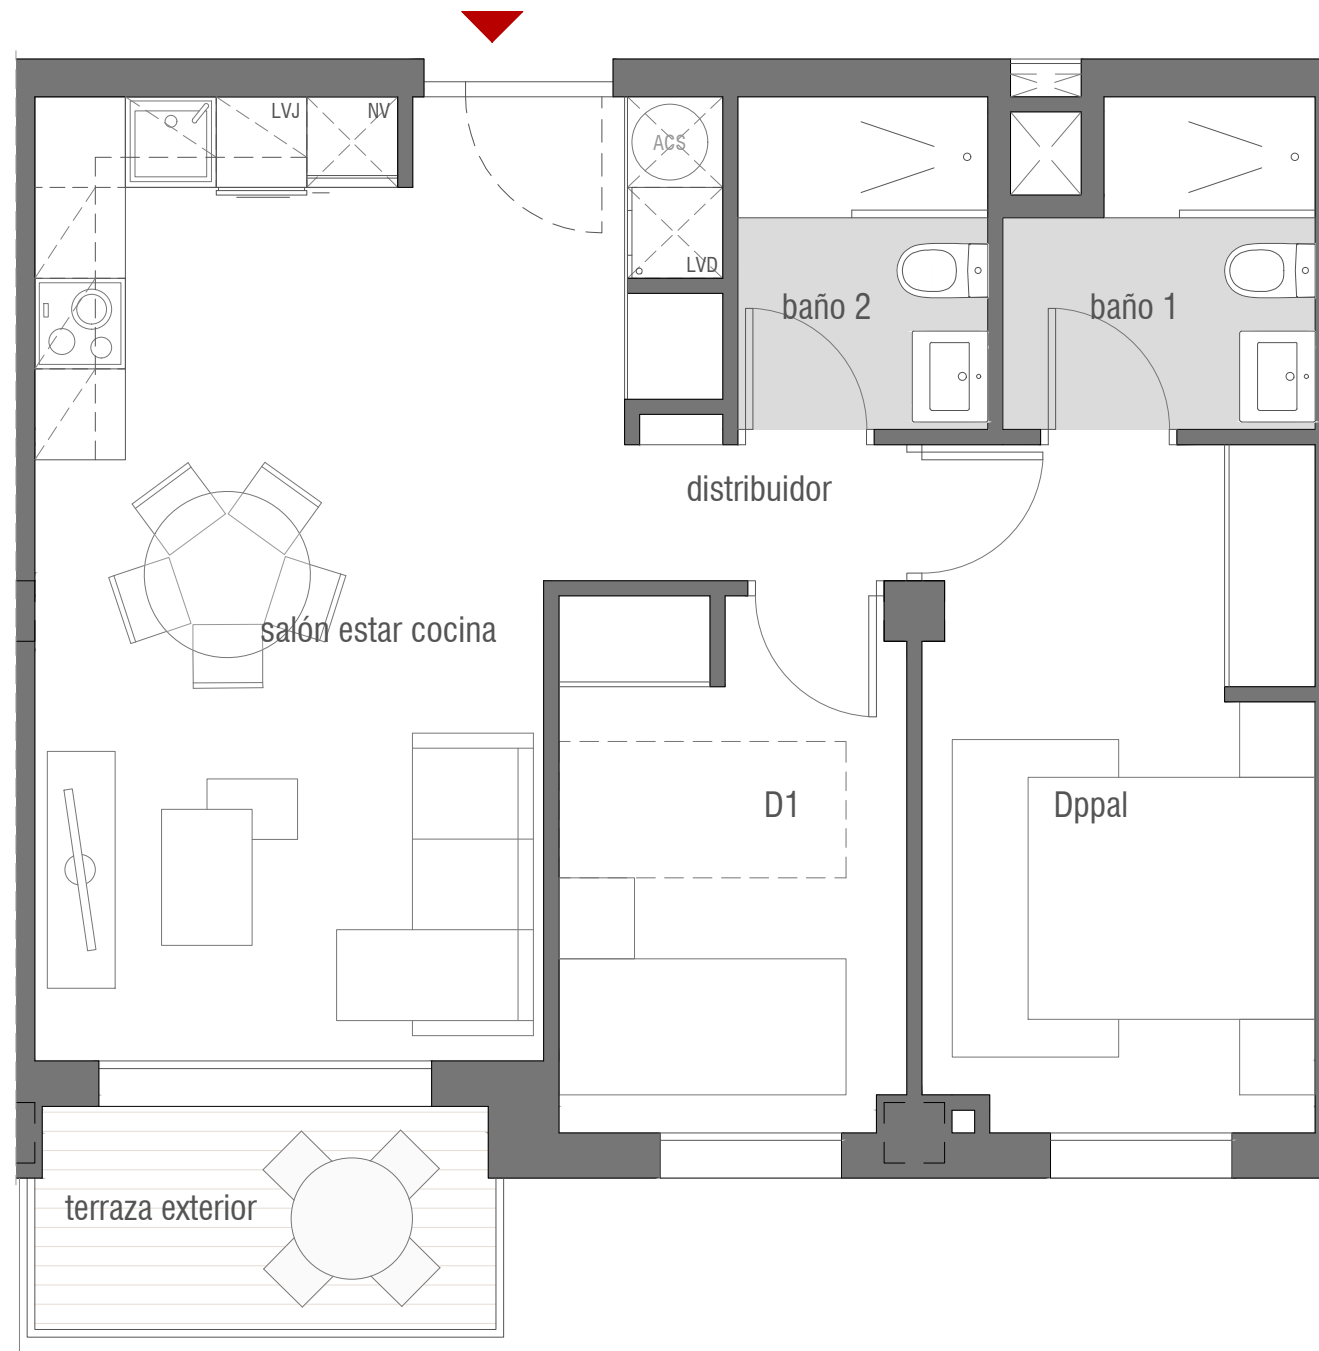 LVJ
NV
ACS
LVD
baño 2
baño 1
distribuidor
salón estar cocina
D1
Dppal
terraza exterior